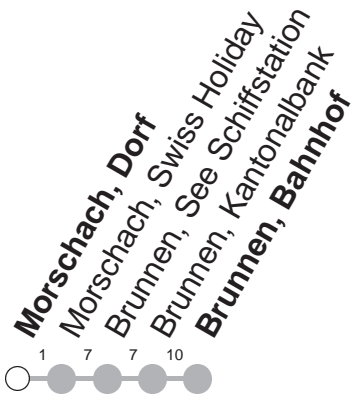 Morschach, Dorf
Morschach, Swiss Holiday
Brunnen, See Schiffstation
Brunnen, Kantonalbank
Brunnen, Bahnhof
1 7 7 10